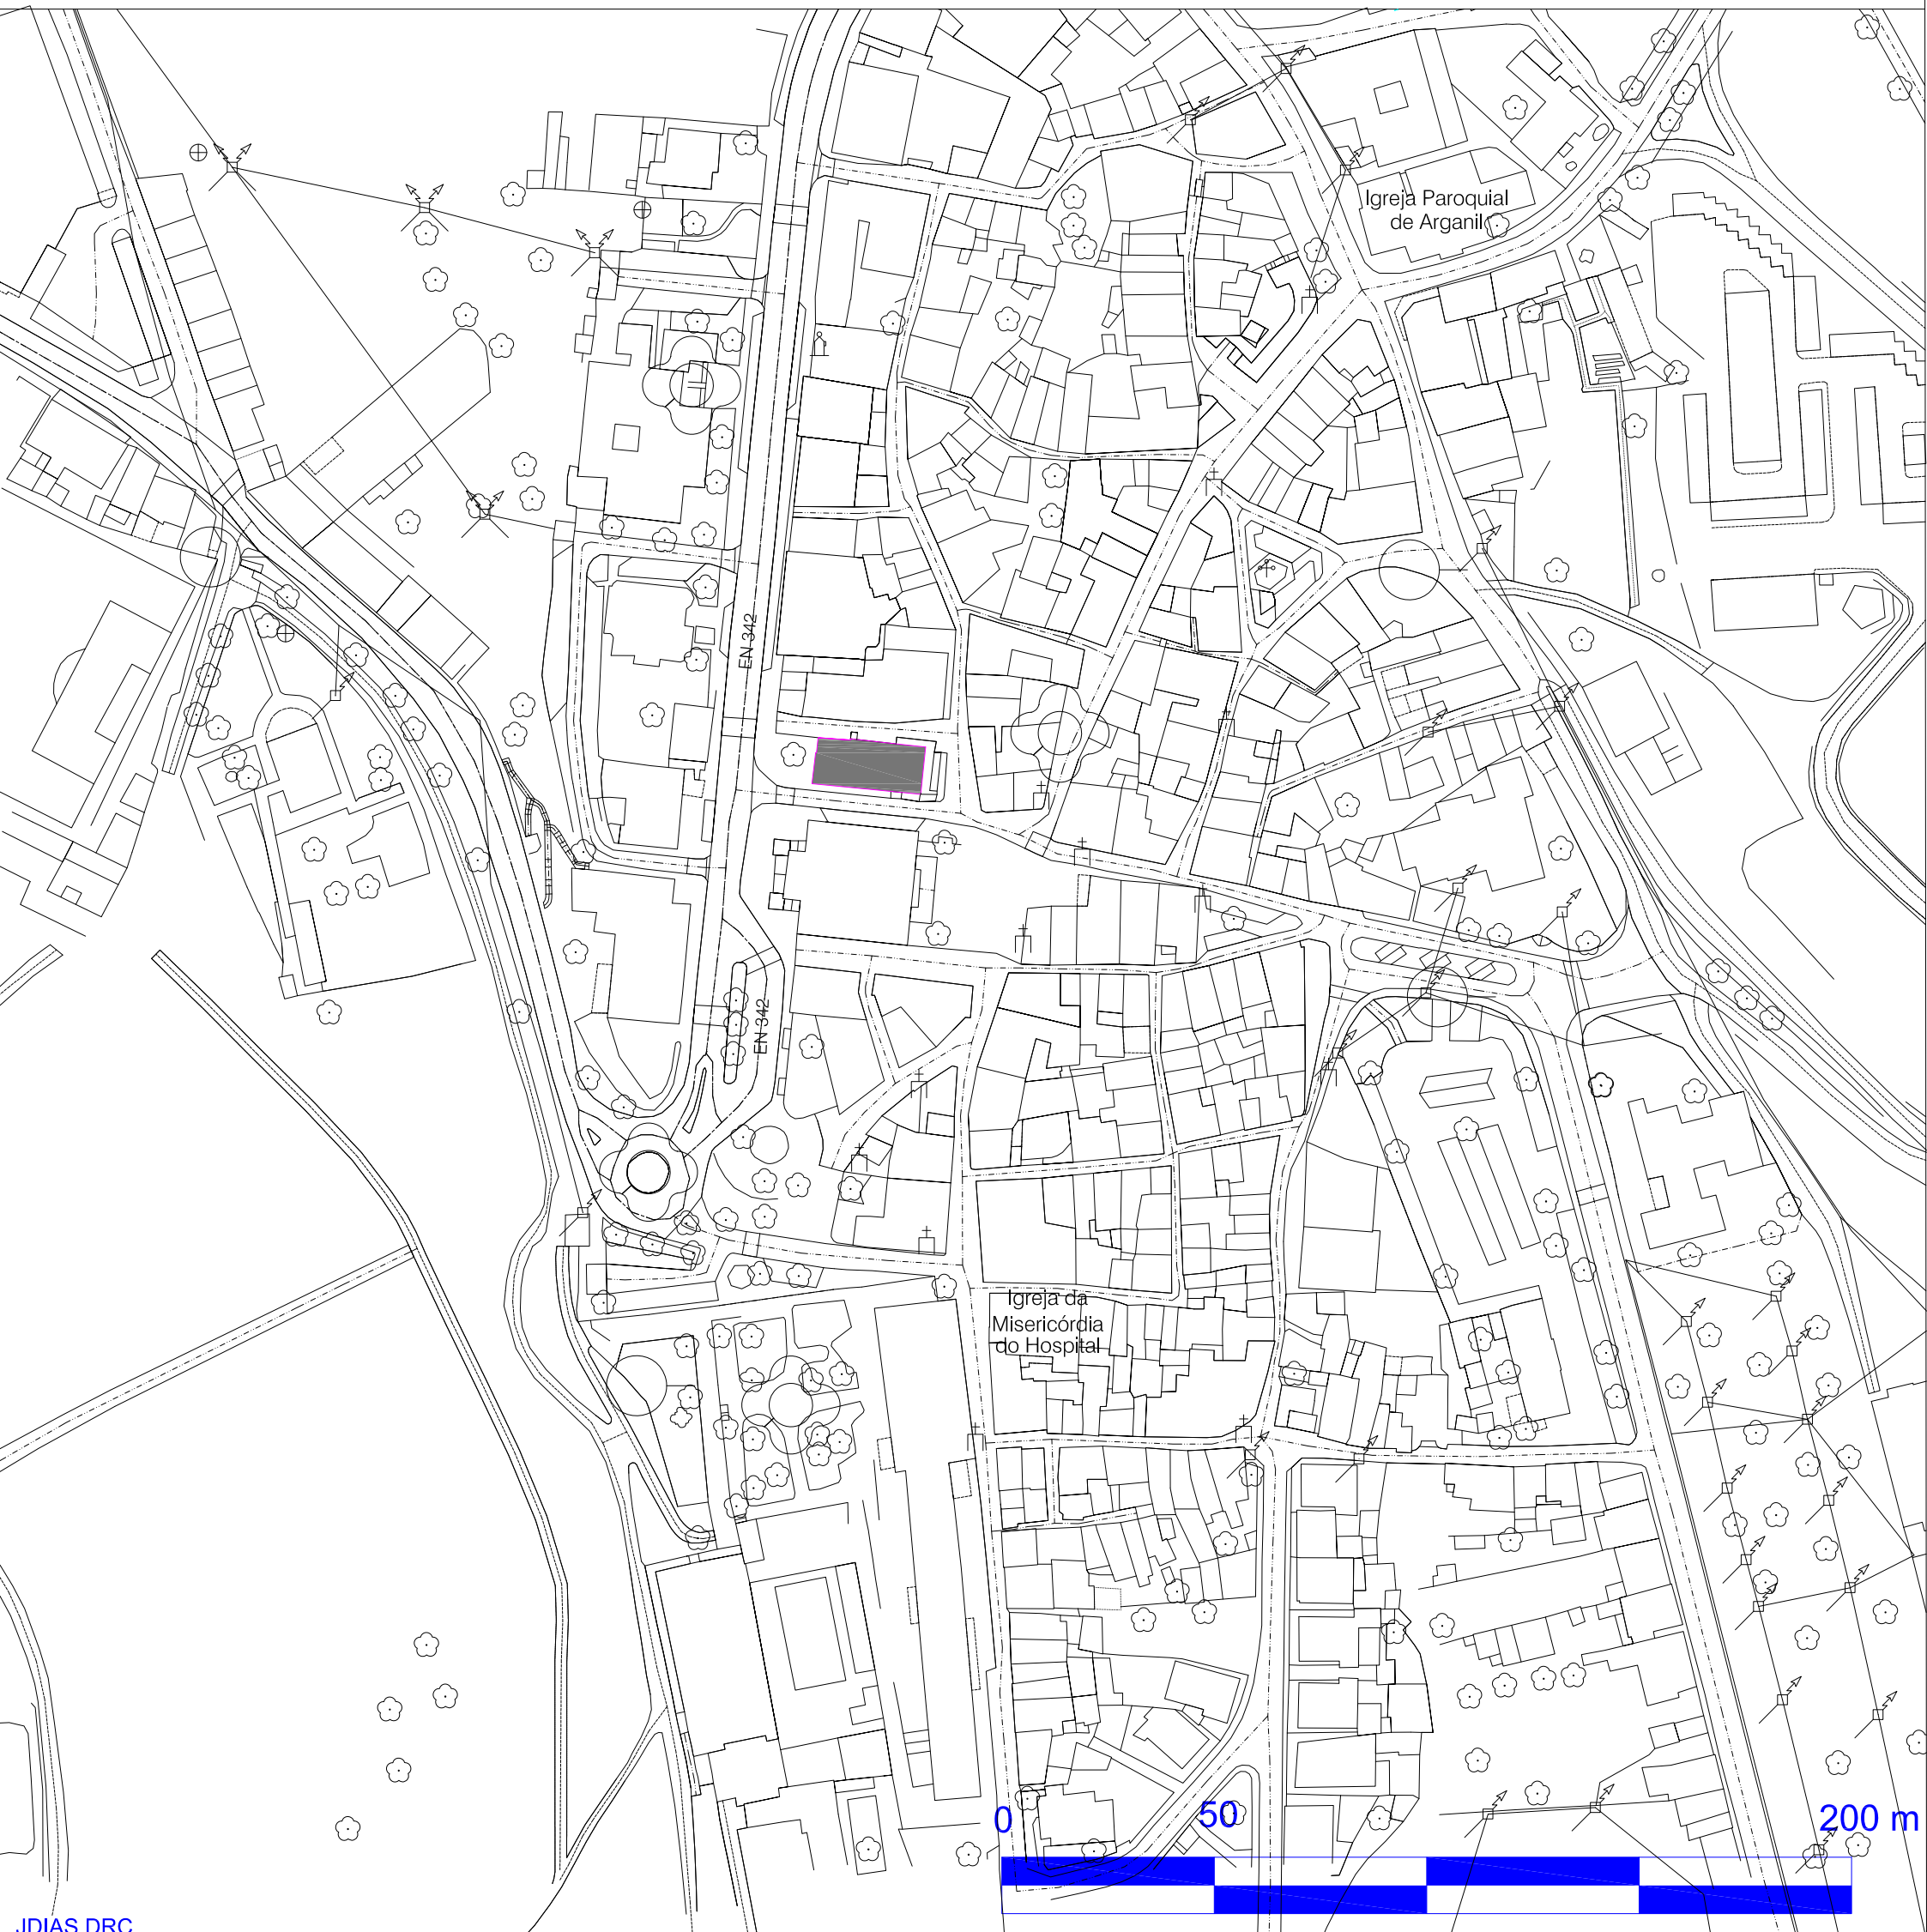 Igreja Paroquial
de Arganil
EN 342
EN 342
Igreja da
Misericórdia
do Hospital
0 50 200 m
JDIAS DRC